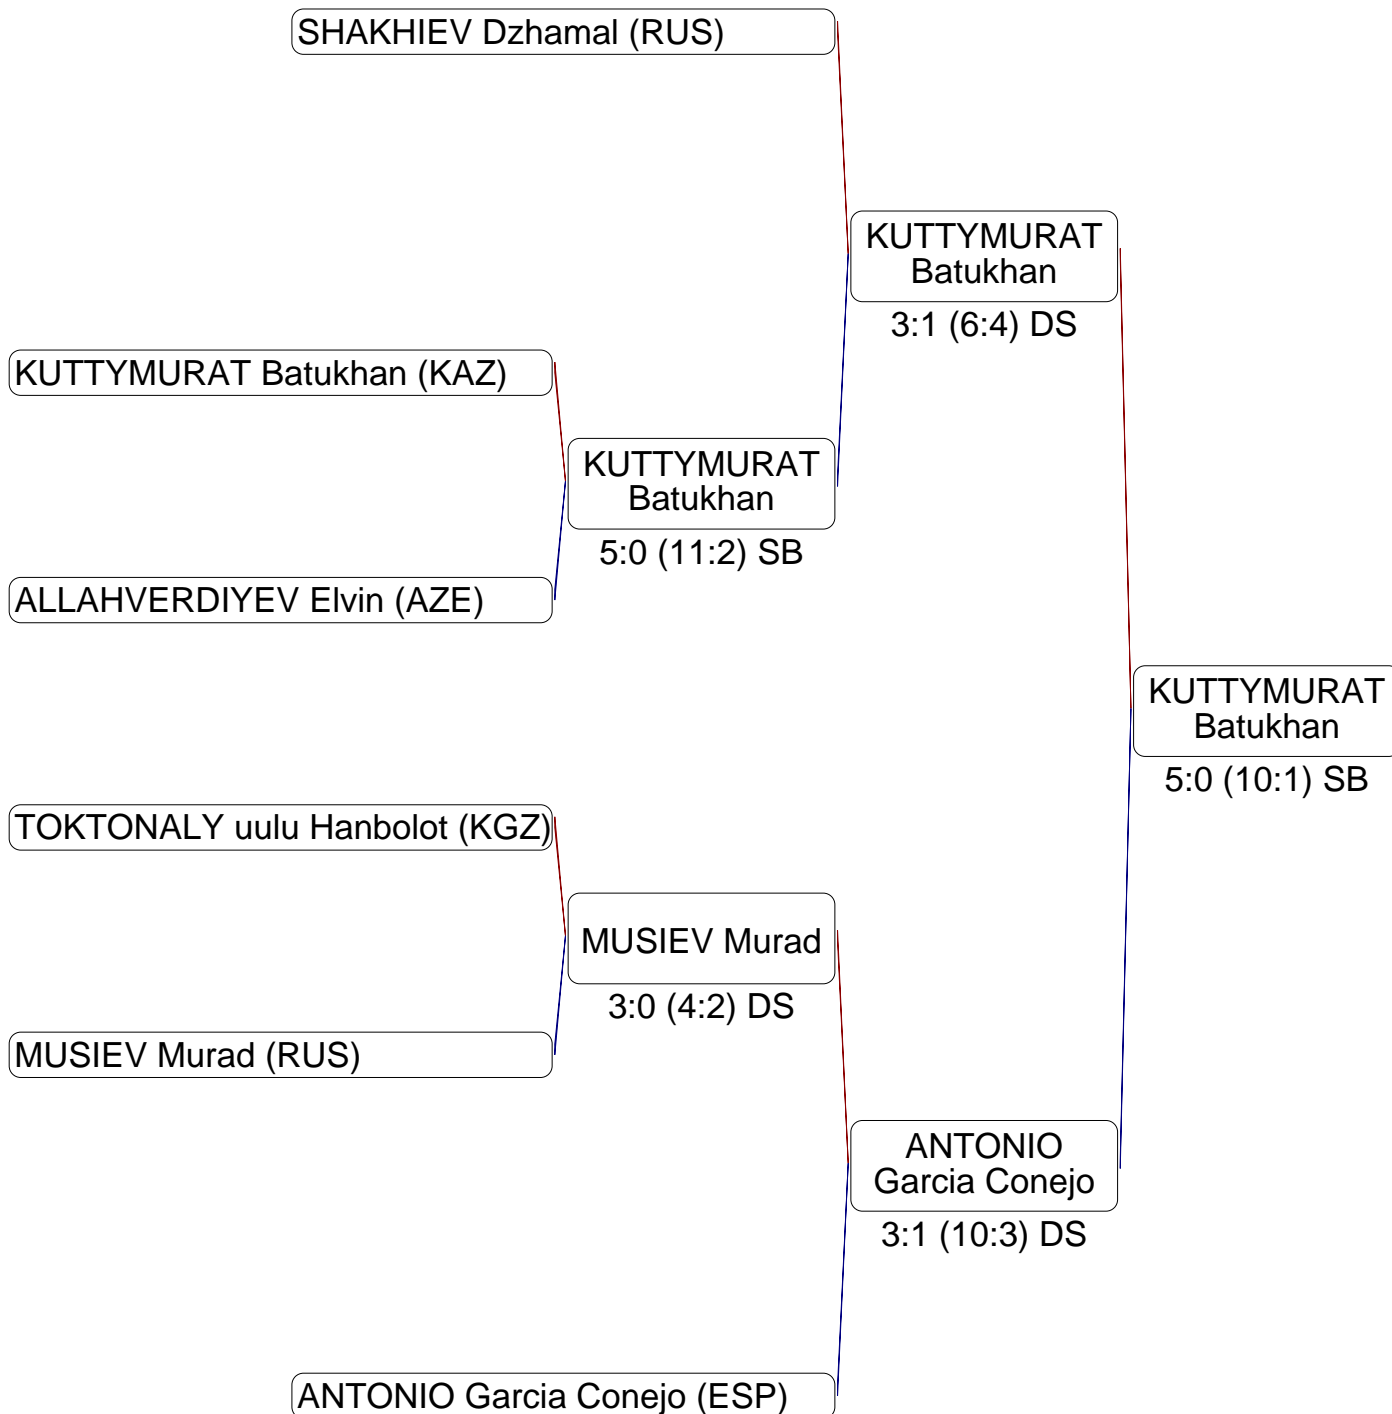 SHAKHIEV Dzhamal (RUS)
KUTTYMURAT
Batukhan
3:1 (6:4) DS
KUTTYMURAT Batukhan (KAZ)
KUTTYMURAT
Batukhan
5:0 (11:2) SB
ALLAHVERDIYEV Elvin (AZE)
KUTTYMURAT
Batukhan
5:0 (10:1) SB
TOKTONALY uulu Hanbolot (KGZ)
MUSIEV Murad
3:0 (4:2) DS
MUSIEV Murad (RUS)
ANTONIO
Garcia Conejo
3:1 (10:3) DS
ANTONIO Garcia Conejo (ESP)